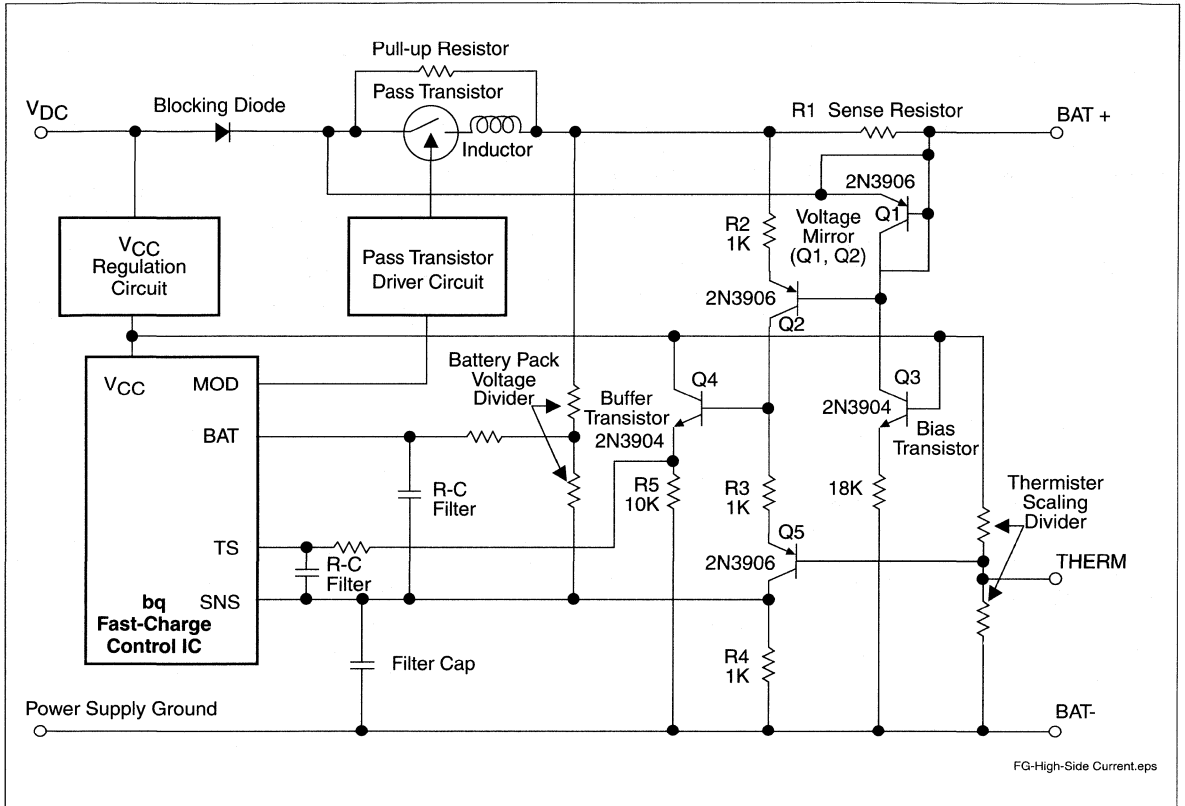 Pull-up Resistor
Pass Transistor
Blocking Diode
VDC
R1 Sense Resistor
BAT +
Inductor
2N3906
Q1
Voltage
Mirror
(Q1, Q2)
R2
1K
VCC
Regulation
Circuit
Pass Transistor
Driver Circuit
2N3906
Q2
VCC
MOD
Battery Pack
Voltage
Divider
Q4
Buffer
Transistor
2N3904
Q3
2N3904
Bias
Transistor
BAT
R-C
Filter
R5
10K
R3
1K
18K
Thermister
Scaling
Divider
TS
R-C
Filter
Q5
2N3906
THERM
SNS
bq
Fast-Charge
Control IC
Filter Cap
R4
1K
Power Supply Ground
BAT-
FG-High-Side Current.eps